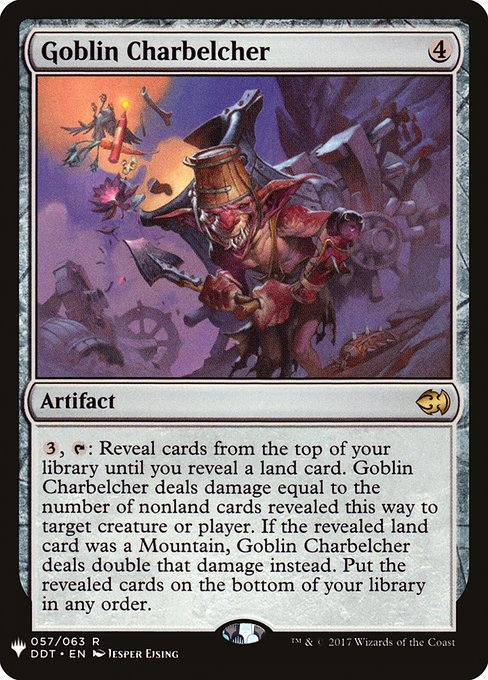 Goblin Charbelcher 4
Artifact
3, : Reveal cards from the top of your
library until you reveal a land card. Goblin
Charbelcher deals damage equal to the
number of nonland cards revealed this way to
target creature or player. If the revealed land
card was a Mountain, Goblin Charbelcher
deals double that damage instead. Put the
revealed cards on the bottom of your library
in any order.
057/063 R
DDT • EN Jesper Eising
™ & © 2017 Wizards of the Coast